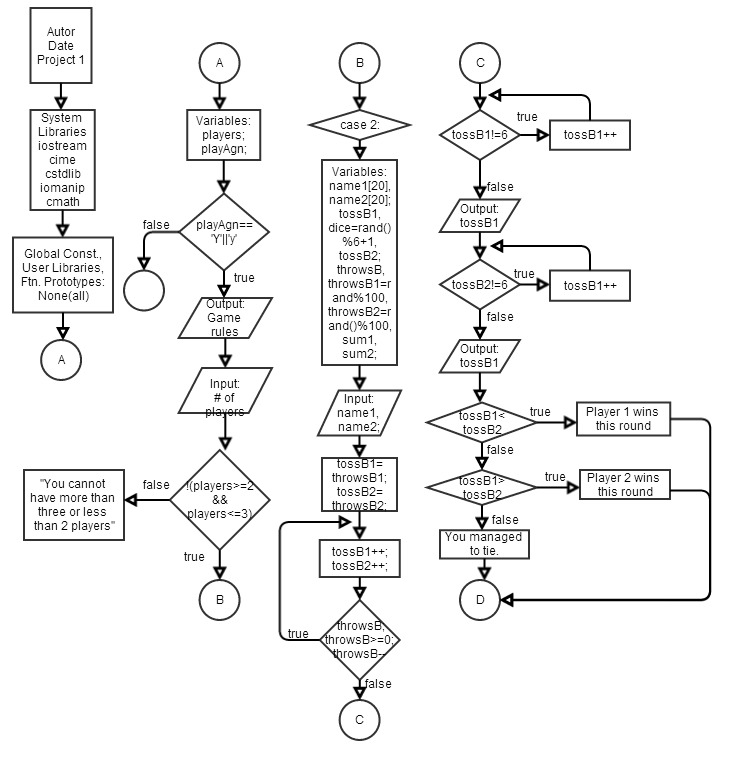 Autor
Date
Project 1
System
Libraries
iostream
cime
cstdlib
iomanip
cmath
Global Const.,
User Libraries,
Ftn. Prototypes:
None(all)
A
A
Variables:
players;
playAgn;
playAgn==
'Y'||'y'
false
true
Output:
Game
rules
Input:
# of
players
!(players>=2
&&
players<=3)
false
"You cannot
have more than
three or less
than 2 players"
true
B
B
case 2:
Variables:
name1[20],
name2[20];
tossB1,
dice=rand()
%6+1,
tossB2;
throwsB,
throwsB1=r
and%100,
throwsB2=r
and()%100,
sum1,
sum2;
Input:
name1,
name2;
tossB1=
throwsB1;
tossB2=
throwsB2;
tossB1++;
tossB2++;
throwsB;
throwsB>=0;
throwsB--
true
false
C
C
tossB1!=6
true
tossB1++
false
Output:
tossB1
tossB2!=6
true
tossB1++
false
Output:
tossB1
tossB1<
tossB2
true
Player 1 wins
this round
false
tossB1>
tossB2
true
Player 2 wins
this round
false
You managed
to tie.
D